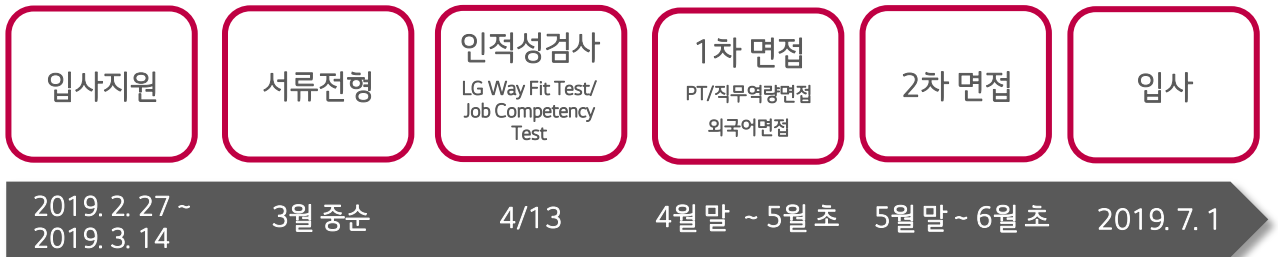 입사지원
서류전형
인적성검사
LG Way Fit Test/
Job Competency
Test
1차 면접
PT/직무역량면접
외국어면접
2차 면접
입사
2019. 2. 27 ~
2019. 3. 14
3월 중순
4/13
4월 말 ~ 5월 초
5월 말 ~ 6월 초
2019. 7. 1